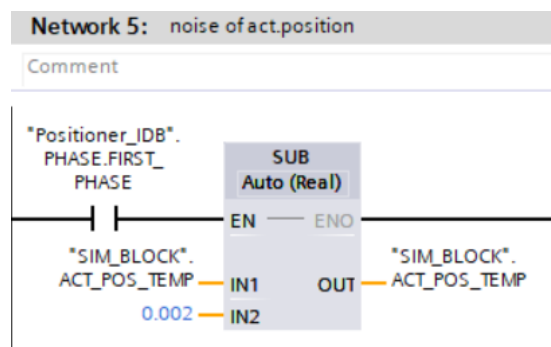 Network 5: noise of act.position
Comment
"Positioner_IDB".
PHASE.FIRST_
PHASE
SUB
Auto (Real)
EN
ENO
"SIM_BLOCK".
ACT_POS_TEMP
IN1
OUT
"SIM_BLOCK".
ACT_POS_TEMP
0.002
IN2